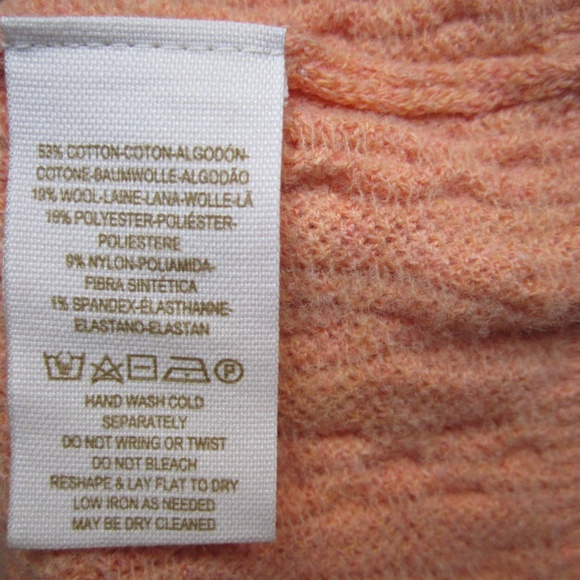 53% COTTON-COTON-ALGODÓN-
COTONE-BAUMWOLLE-ALGODÃO
19% WOOL-LAINE-LANA-WOLLE-LÃ
18% POLYESTER-POLIÉSTER-
POLIESTERE
9% NYLON-POLIAMIDA-
FIBRA SINTÉTICA
1% SPANDEX-ÉLASTHANNE-
ELASTANO-ELASTAN
P
HAND WASH COLD
SEPARATELY
DO NOT WRING OR TWIST
DO NOT BLEACH
RESHAPE & LAY FLAT TO DRY
LOW IRON AS NEEDED
MAY BE DRY CLEANED